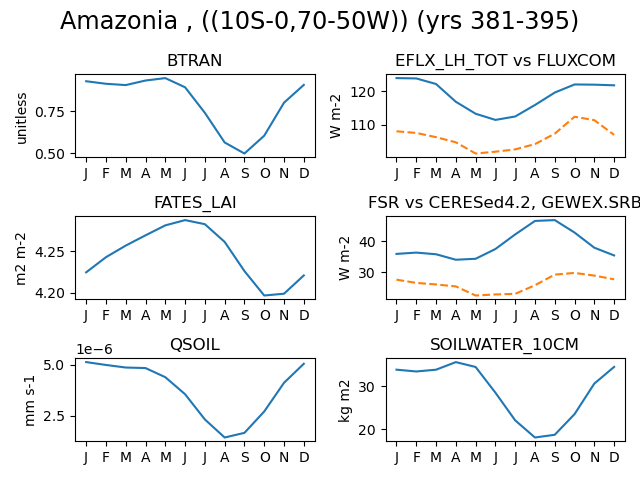 Amazonia , ((10S-0,70-50W)) (yrs 381-395)
BTRAN
unitless
0.75
0.50
J F M A M J J A S O N D
EFLX_LH_TOT vs FLUXCOM
W m-2
120
110
J F M A M J J A S O N D
FATES_LAI
m2 m-2
4.25
4.20
J F M A M J J A S O N D
FSR vs CERESed4.2, GEWEX.SRB
W m-2
40
30
J F M A M J J A S O N D
QSOIL
1e−6
mm s-1
5.0
2.5
J F M A M J J A S O N D
SOILWATER_10CM
kg m2
30
20
J F M A M J J A S O N D